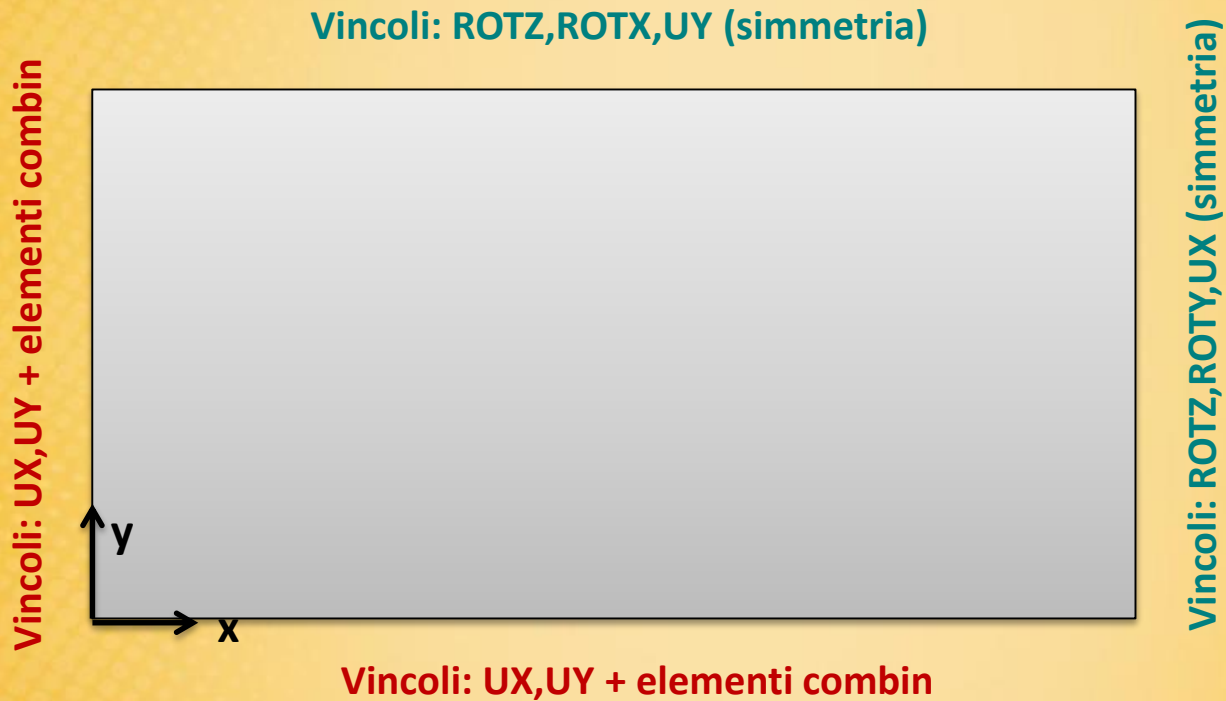 Vincoli: ROTZ,ROTX,UY (simmetria)
Vincoli: UX,UY + elementi combin
Vincoli: ROTZ,ROTY,UX (simmetria)
y
x
Vincoli: UX,UY + elementi combin